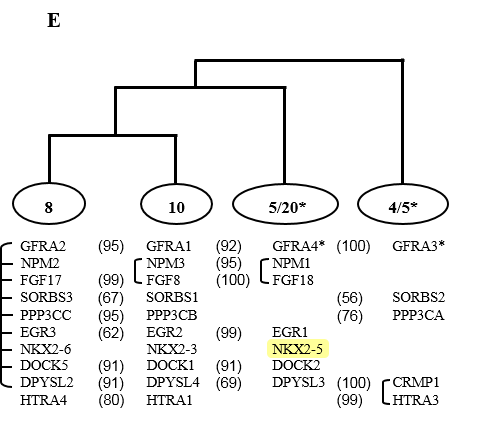 E
8 10 5/20* 4/5*
GFRA2 (95) GFRA1 (92) GFRA4* (100) GFRA3*
NPM2 NPM3 (95) NPM1
FGF17 (99) FGF8 (100) FGF18
SORBS3 (67) SORBS1 (56) SORBS2
PPP3CC (95) PPP3CB (76) PPP3CA
EGR3 (62) EGR2 (99) EGR1
NKX2-6 NKX2-3 NKX2-5
DOCK5 (91) DOCK1 (91) DOCK2
DPYSL2 (91) DPYSL4 (69) DPYSL3 (100) CRMP1
HTRA4 (80) HTRA1 (99) HTRA3